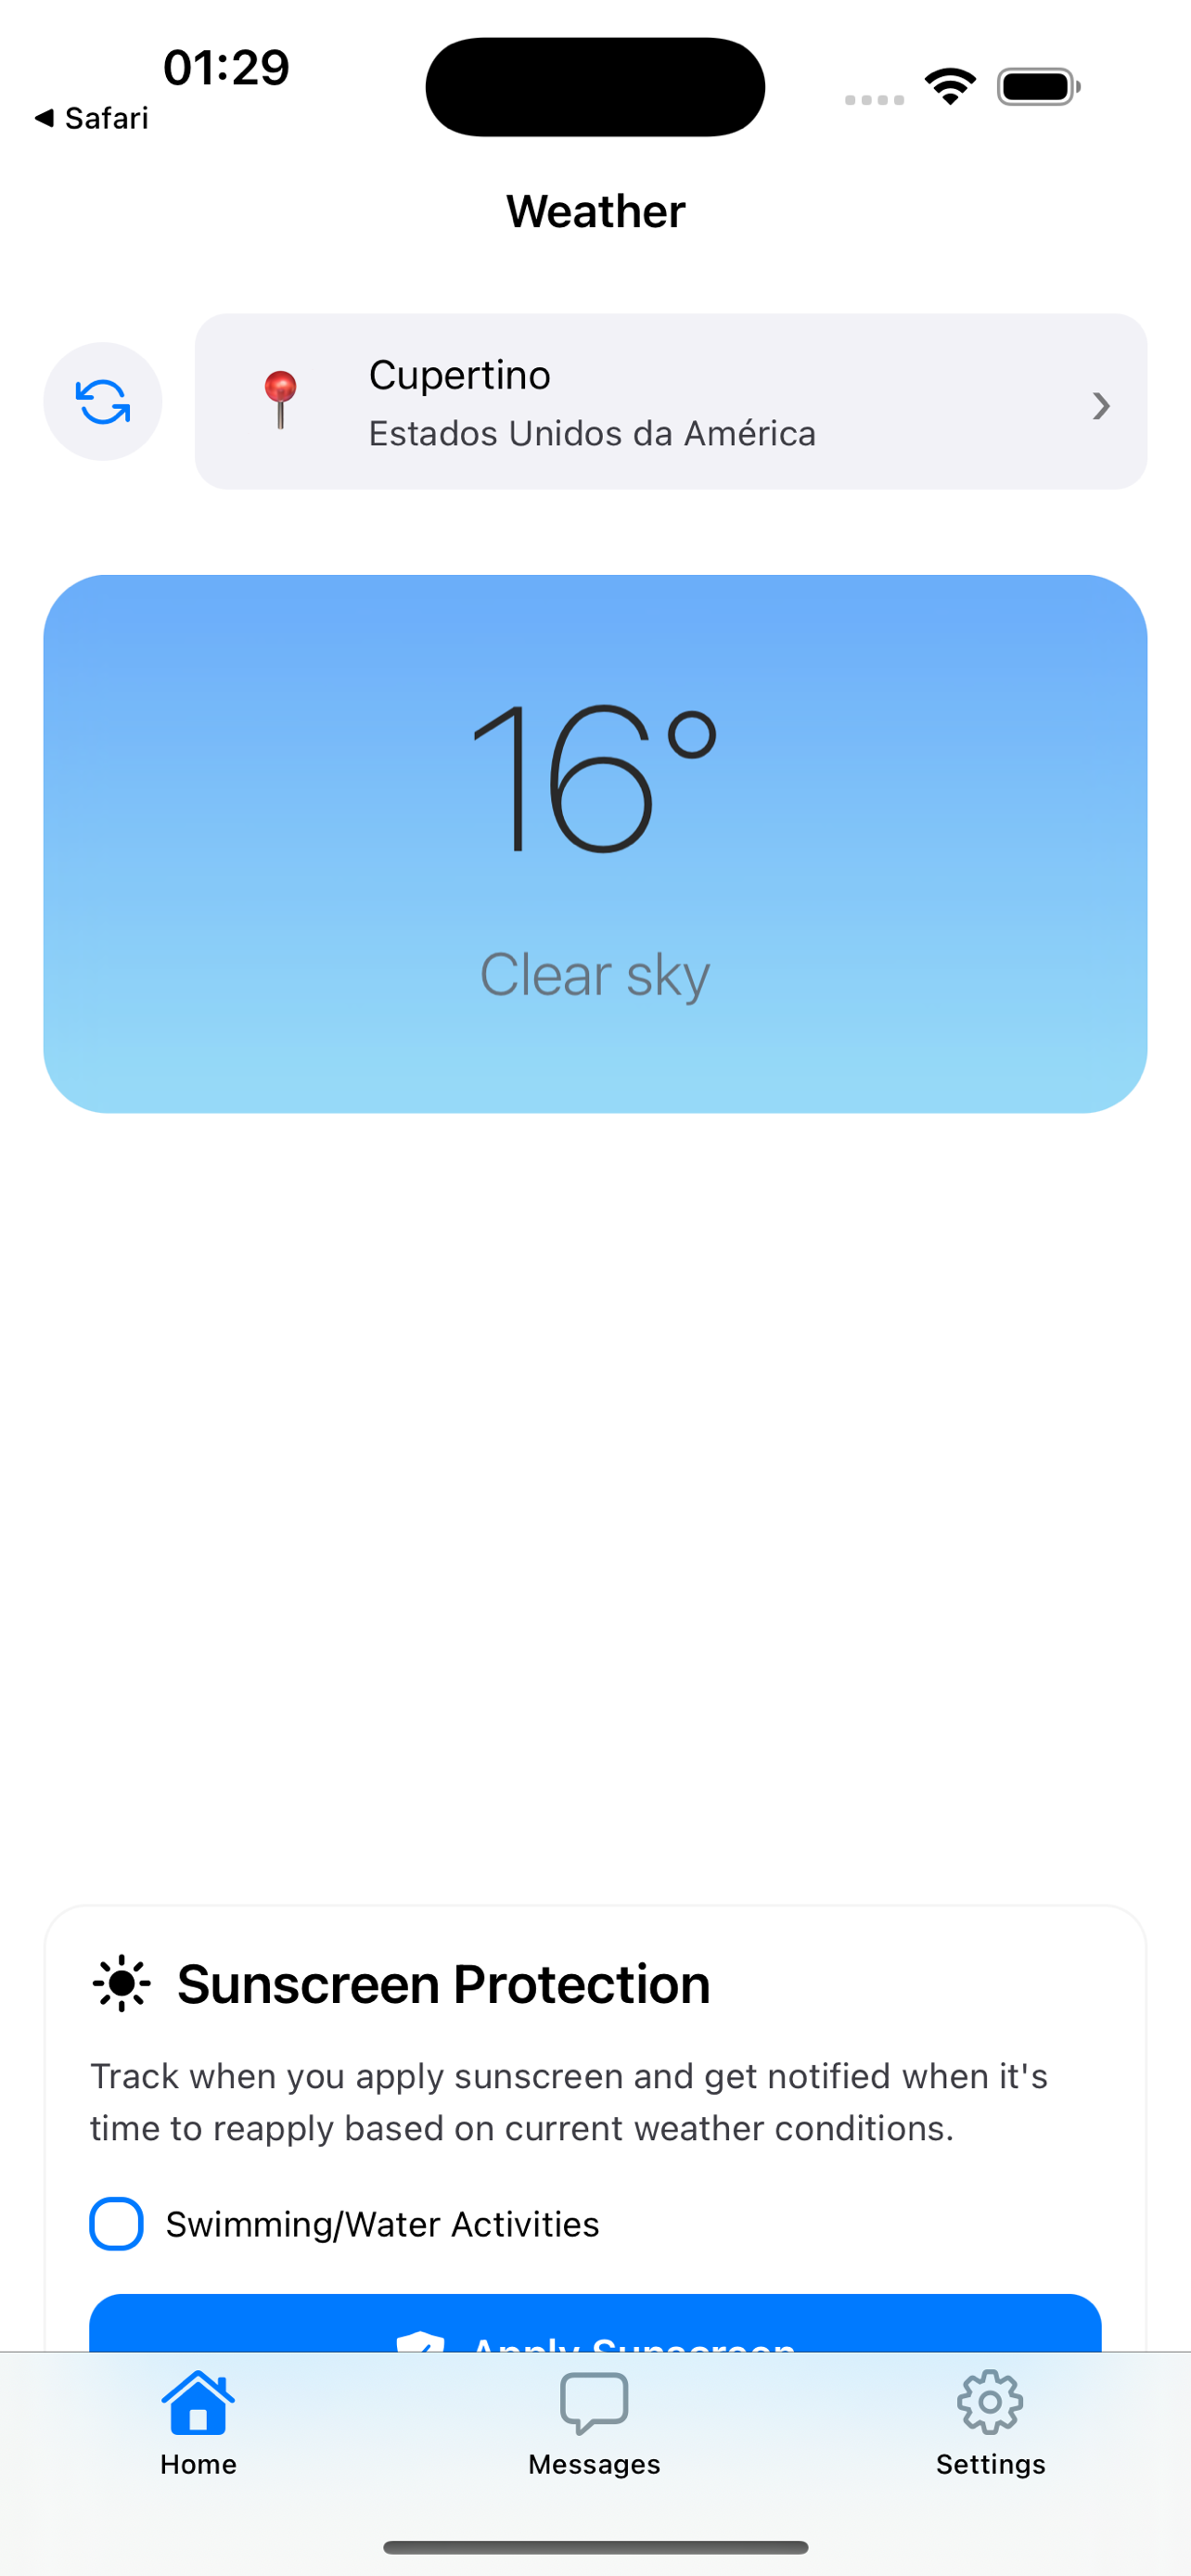 01:29
Safari
Weather
Cupertino
Estados Unidos da América
16°
Clear sky
Sunscreen Protection
Track when you apply sunscreen and get notified when it's
time to reapply based on current weather conditions.
Swimming/Water Activities
Apply Sunscreen
Home
Messages
Settings